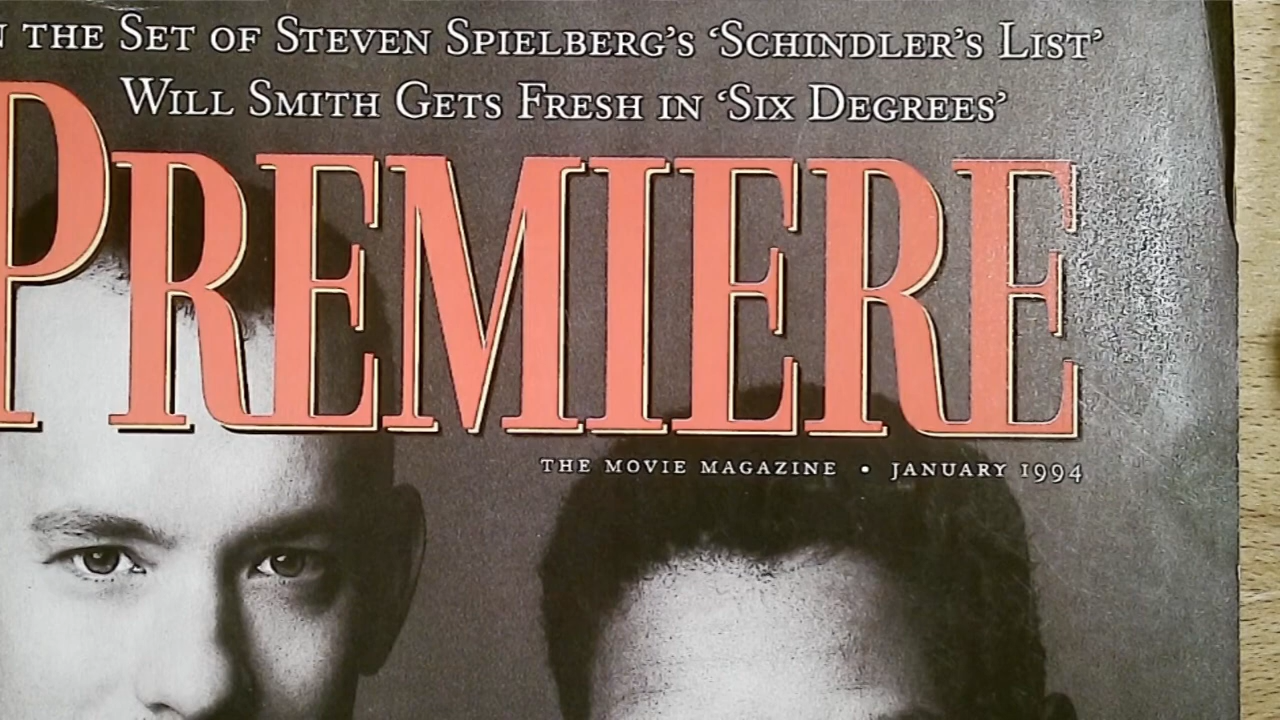 THE SET OF STEVEN SPIELBERG'S ‘SCHINDLER'S LIST’
WILL SMITH GETS FRESH IN ‘SIX DEGREES’
PREMIERE
THE MOVIE MAGAZINE • JANUARY 1994